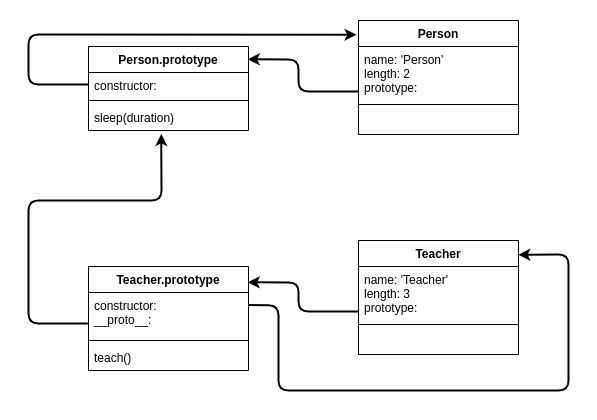 Person.prototype
constructor:
sleep(duration)
Person
name: 'Person'
length: 2
prototype:
Teacher.prototype
constructor:
__proto__:
teach()
Teacher
name: 'Teacher'
length: 3
prototype: